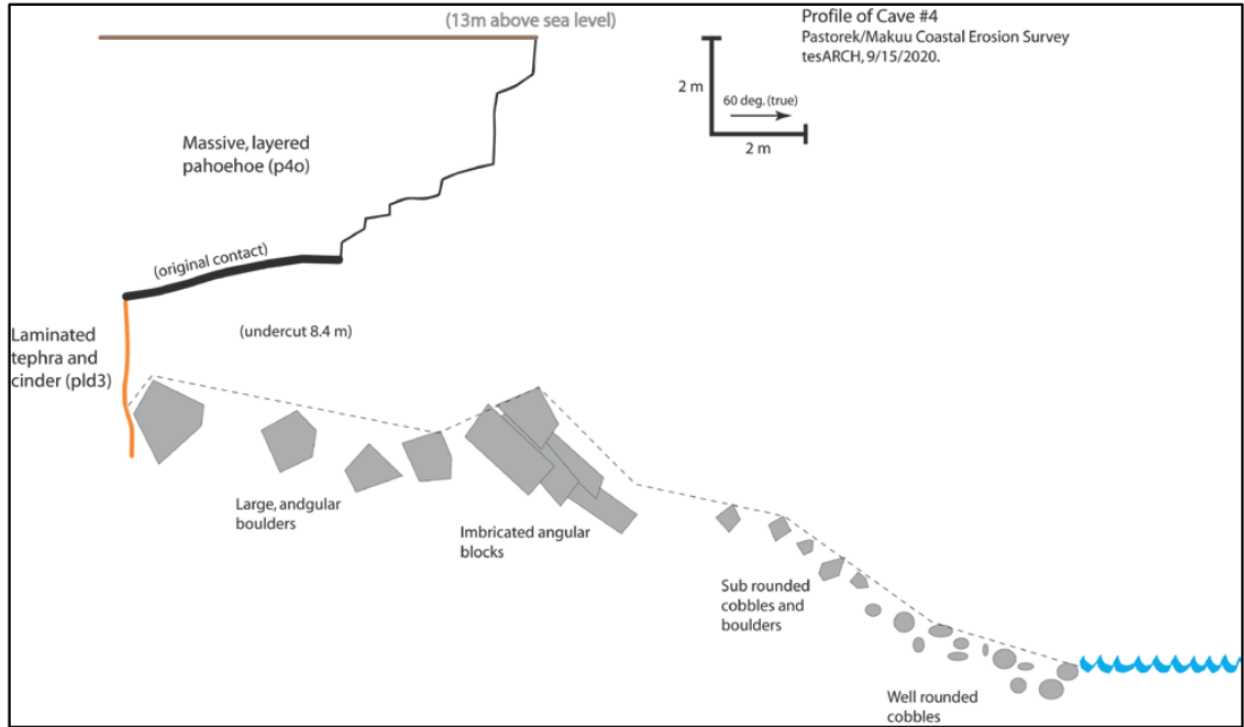 (13m above sea level)
Profile of Cave #4
Pastorek/Makuu Coastal Erosion Survey
tesARCH, 9/15/2020.
2 m
60 deg. (true)
2 m
Massive, layered
pahoehoe (p4o)
(original contact)
(undercut 8.4 m)
Laminated
tephra and
cinder (pld3)
Large, andgular
boulders
Imbricated angular
blocks
Sub rounded
cobbles and
boulders
Well rounded
cobbles